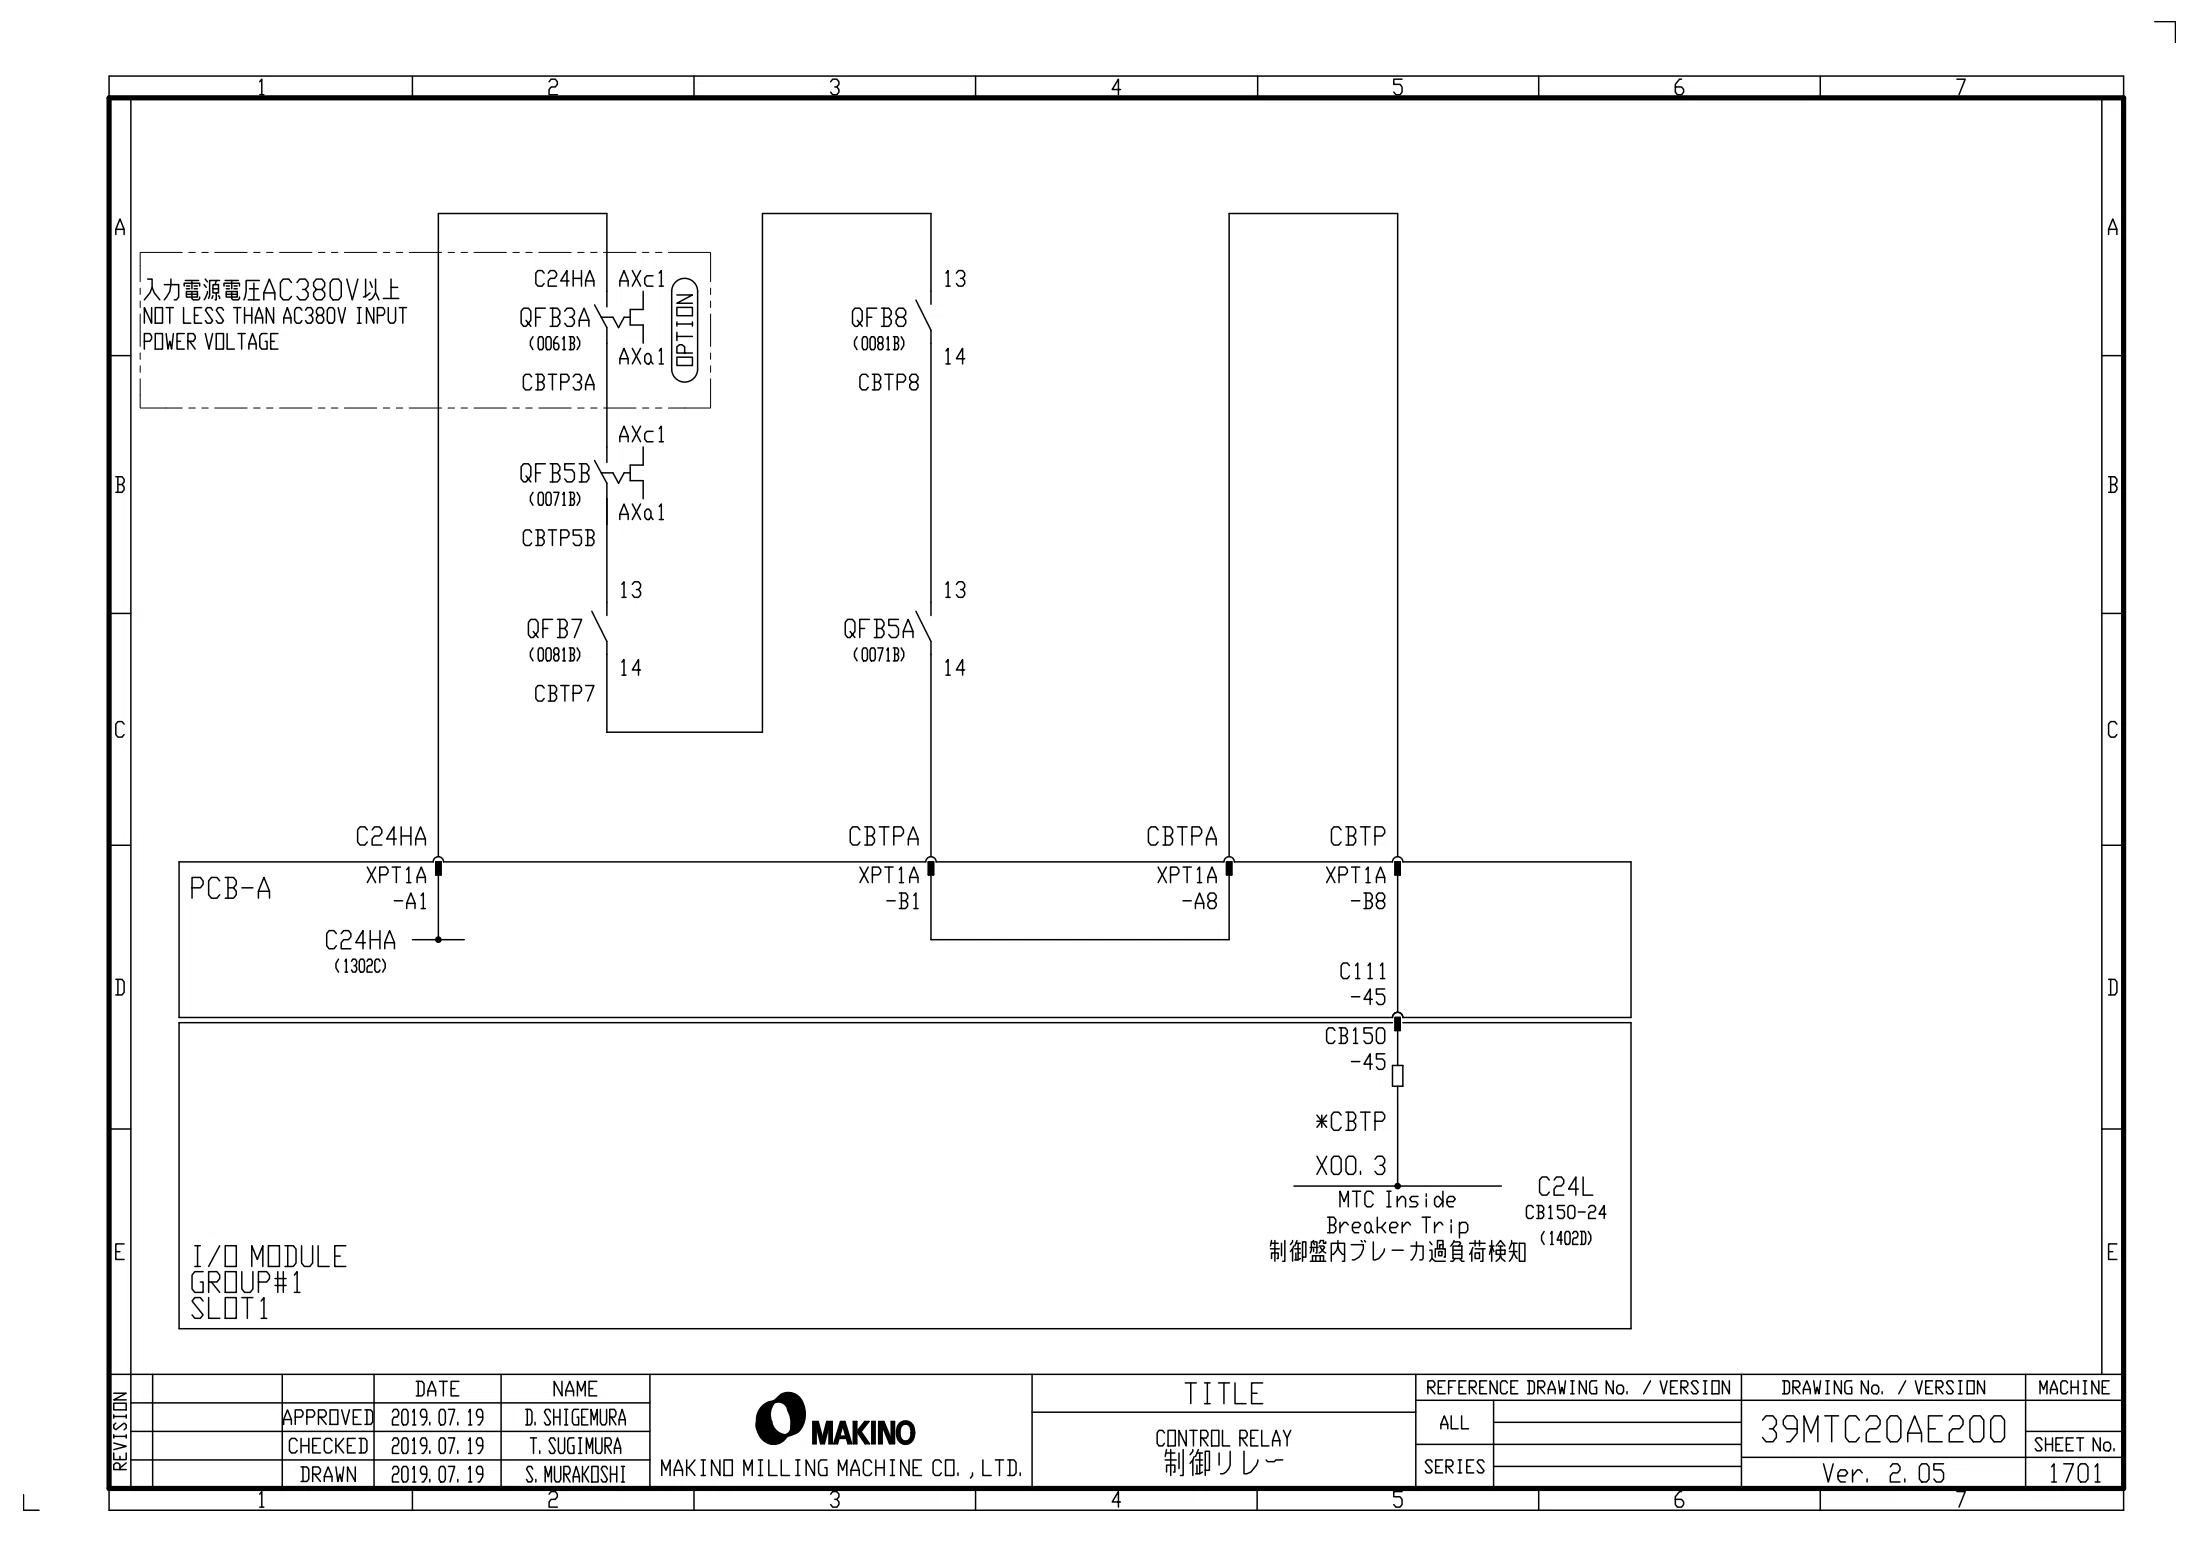 1 2 3 4 5 6 7
A A
入力電源電圧AC380V以上
NOT LESS THAN AC380V INPUT
POWER VOLTAGE
C24HA AXc1
QFB3A
(0061B)
AXa1
CBTP3A
OPTION
13
QFB8
(0081B)
14
CBTP8
B B
AXc1
QFB5B
(0071B)
AXa1
CBTP5B
13
QFB7
(0081B)
14
CBTP7
13
QFB5A
(0071B)
14
C C
C24HA CBTPA CBTPA CBTP
PCB-A
XPT1A
-A1
XPT1A
-B1
XPT1A
-A8
XPT1A
-B8
C24HA
(1302C)
D D
C111
-45
CB150
-45
*CBTP
X00.3
MTC Inside
Breaker Trip
制御盤内ブレーカ過負荷検知
C24L
CB150-24
(1402D)
E E
I/O MODULE
GROUP#1
SLOT1
REVISION
DATE NAME
APPROVED 2019.07.19 D. SHIGEMURA
CHECKED 2019.07.19 T. SUGIMURA
DRAWN 2019.07.19 S. MURAKOSHI
MAKINO
MAKINO MILLING MACHINE CO.,LTD.
TITLE
CONTROL RELAY
制御リレー
REFERENCE DRAWING No. / VERSION
ALL
SERIES
DRAWING No. / VERSION
39MTC20AE200
Ver. 2.05
MACHINE
SHEET No.
1701
1 2 3 4 5 6 7